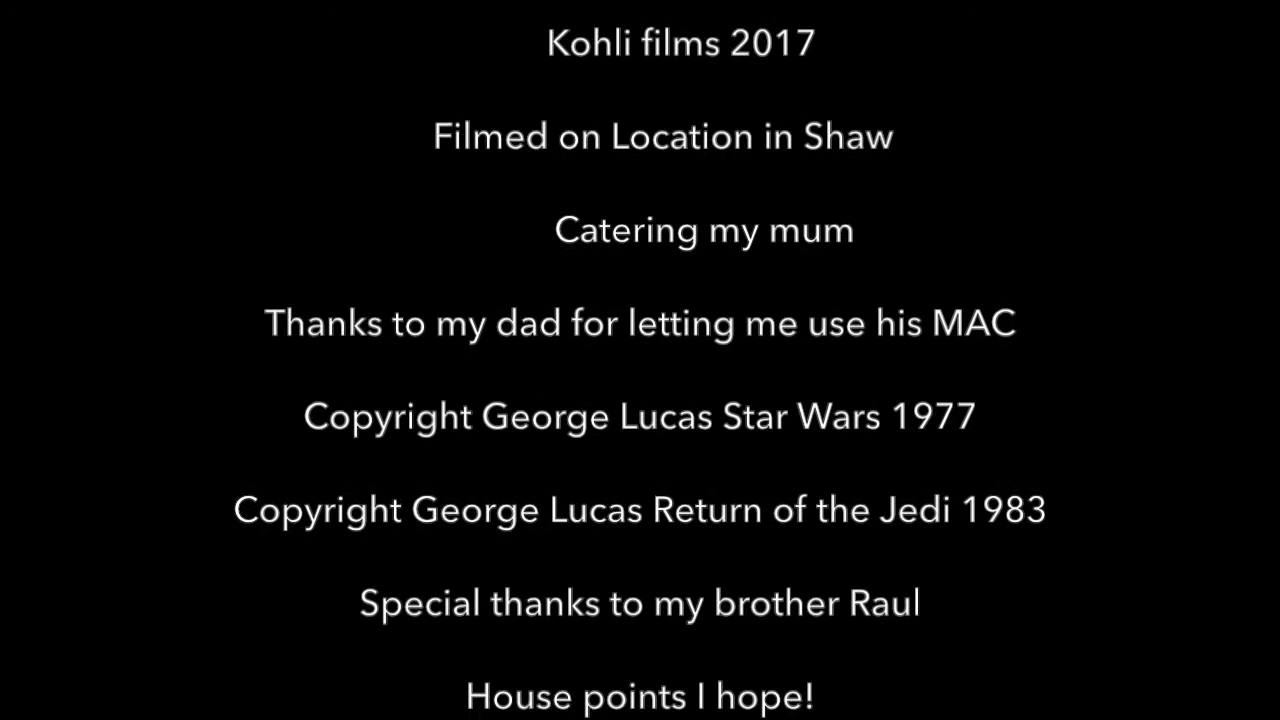 Kohli films 2017
Filmed on Location in Shaw
Catering my mum
Thanks to my dad for letting me use his MAC
Copyright George Lucas Star Wars 1977
Copyright George Lucas Return of the Jedi 1983
Special thanks to my brother Raul
House points I hope!